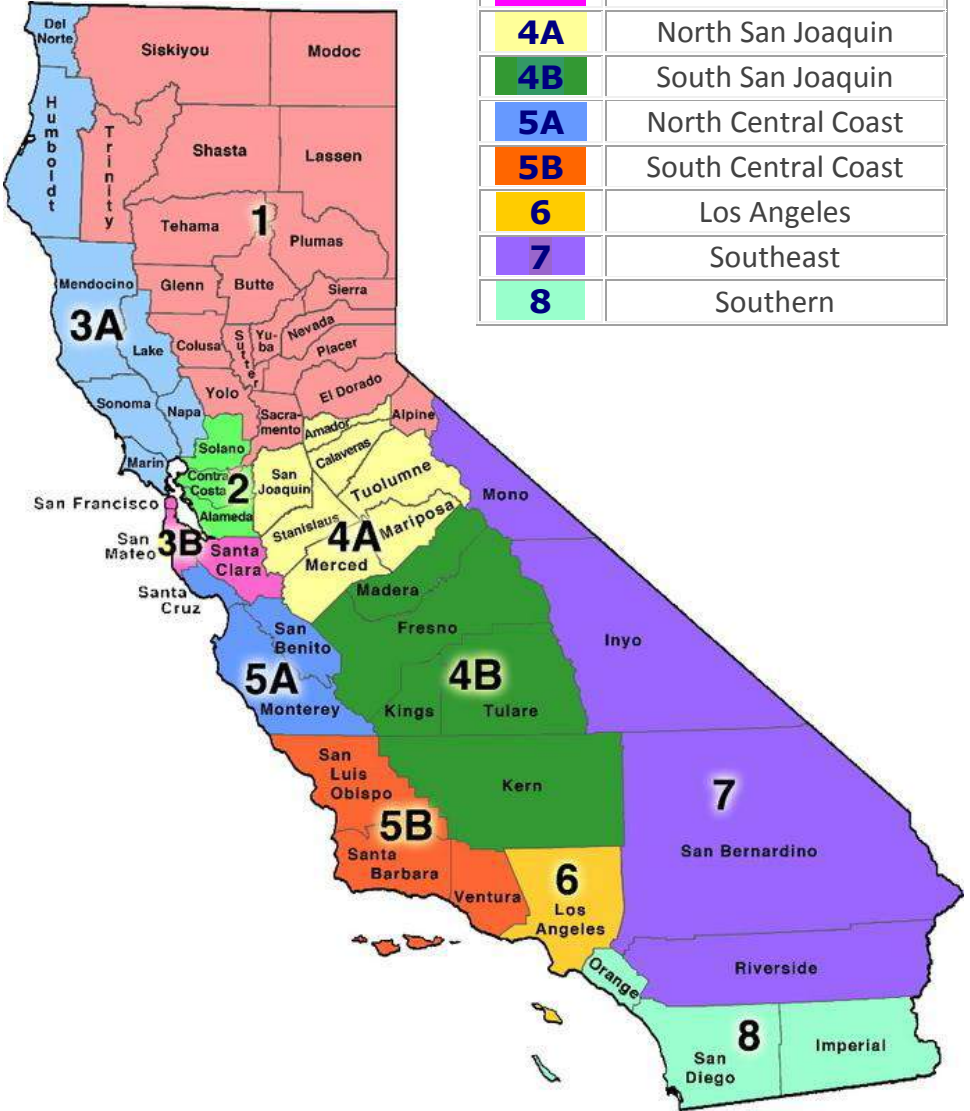 4A North San Joaquin
4B South San Joaquin
5A North Central Coast
5B South Central Coast
6 Los Angeles
7 Southeast
8 Southern
Del
Norte
Siskiyou
Modoc
Humboldt
Trinity
Shasta
Lassen
Tehama
1
Plumas
Mendocino
Glenn
Butte
Sierra
3A
Lake
Colusa
Sutter
Yu-
ba
Nevada
Placer
Sonoma
Napa
Yolo
El Dorado
Sacra-
mento
Amador
Alpine
Solano
Calaveras
Marin
Contra
Costa
2
San
Joaquin
Tuolumne
Mono
San Francisco
Alameda
Stanislaus
4A
Mariposa
San
Mateo
3B
Santa
Clara
Merced
Santa
Cruz
Madera
San
Benito
Fresno
Inyo
5A
Monterey
4B
Kings
Tulare
San
Luis
Obispo
Kern
7
5B
San Bernardino
Santa
Barbara
Ventura
6
Los
Angeles
Orange
Riverside
8
San
Diego
Imperial